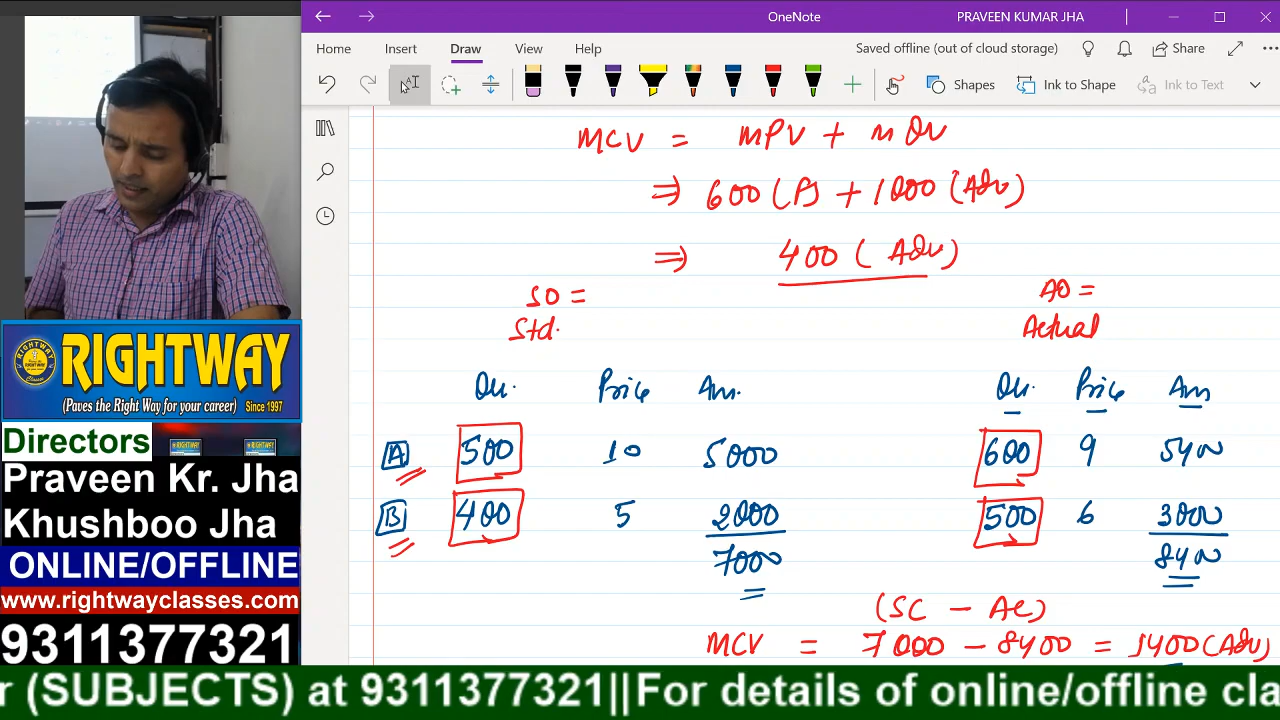 OneNote
PRAVEEN KUMAR JHA
Home Insert Draw View Help
Saved offline (out of cloud storage)
Share
Shapes
Ink to Shape
Ink to Text
MCV = MPV + MQV
⇒ 600 (F) + 1000 (Adv)
⇒ 400 (Adv)
SO = AO =
Std. Actual
Qu. Price Am. Qu. Price Am
A 500 10 5000 600 9 5400
B 400 5 2000 500 6 3000
7000 8400
(SC - AC)
MCV = 7000 - 8400 = 1400 (Adv)
RIGHTWAY
(Paves the Right Way for your career) Since 1997
Directors
Praveen Kr. Jha
Khushboo Jha
ONLINE/OFFLINE
www.rightwayclasses.com
9311377321
r (SUBJECTS) at 9311377321||For details of online/offline cla